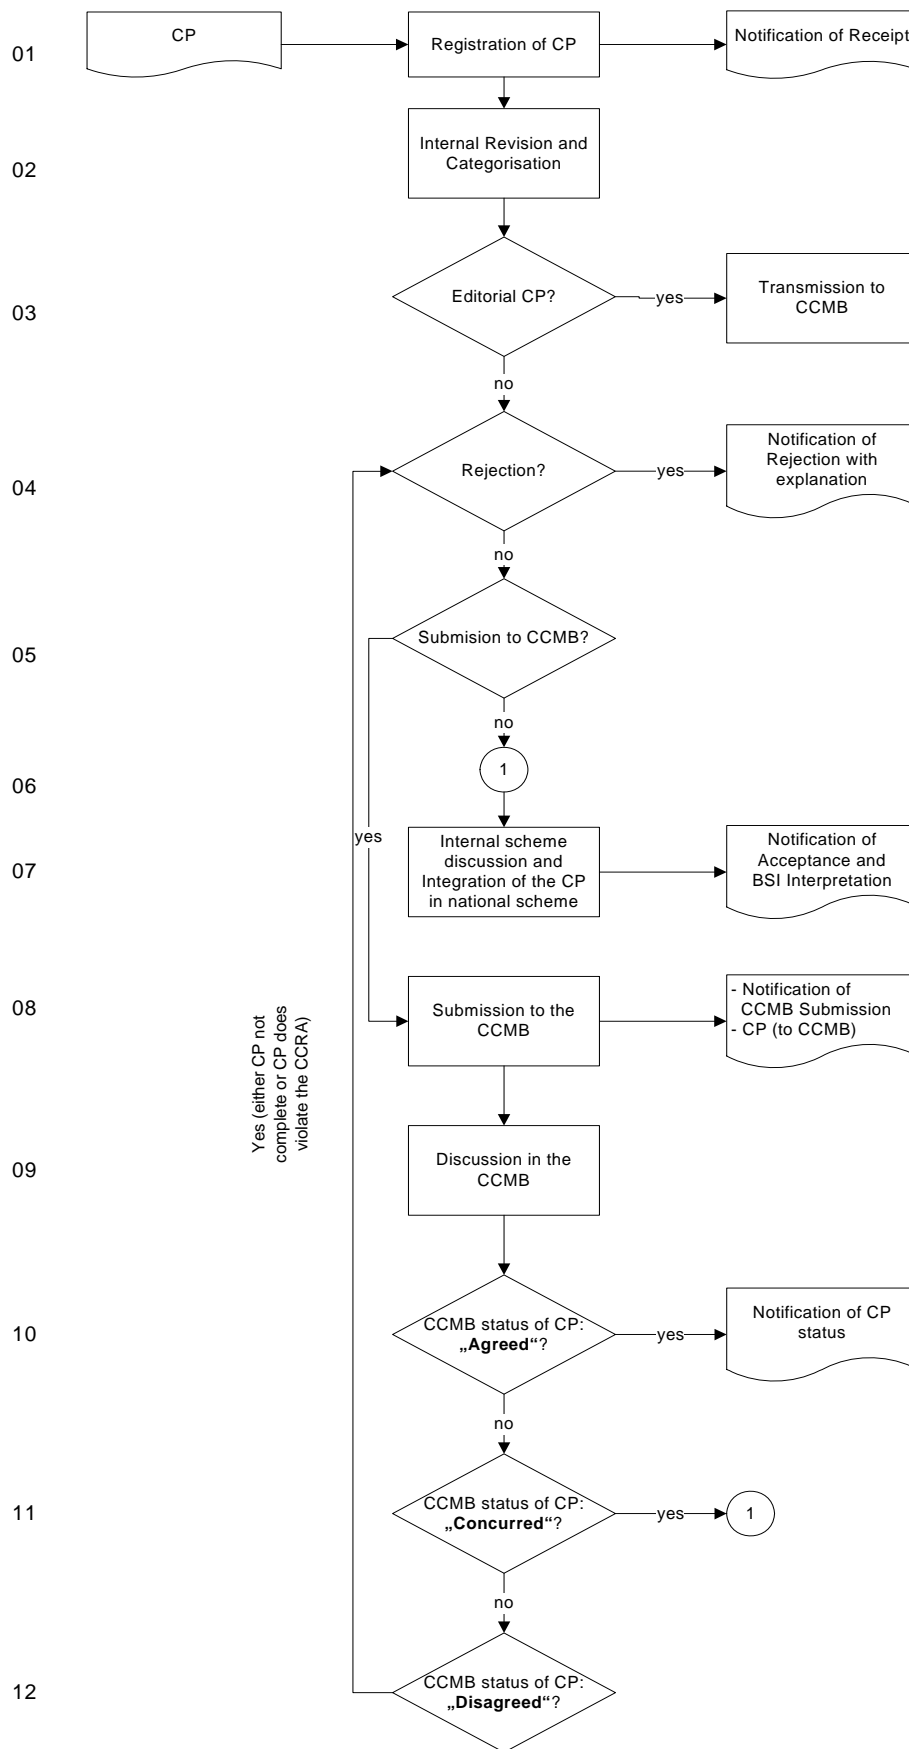 01
CP
Registration of CP
Notification of Receipt
02
Internal Revision and
Categorisation
03
Editorial CP?
yes
Transmission to
CCMB
no
04
Rejection?
yes
Notification of
Rejection with
explanation
no
05
Submision to CCMB?
no
06
1
yes
07
Internal scheme
discussion and
Integration of the CP
in national scheme
Notification of
Acceptance and
BSI Interpretation
08
Submission to the
CCMB
- Notification of
CCMB Submission
- CP (to CCMB)
Yes (either CP not
complete or CP does
violate the CCRA)
09
Discussion in the
CCMB
10
CCMB status of CP:
„Agreed“?
yes
Notification of CP
status
no
11
CCMB status of CP:
„Concurred“?
yes
1
no
12
CCMB status of CP:
„Disagreed“?